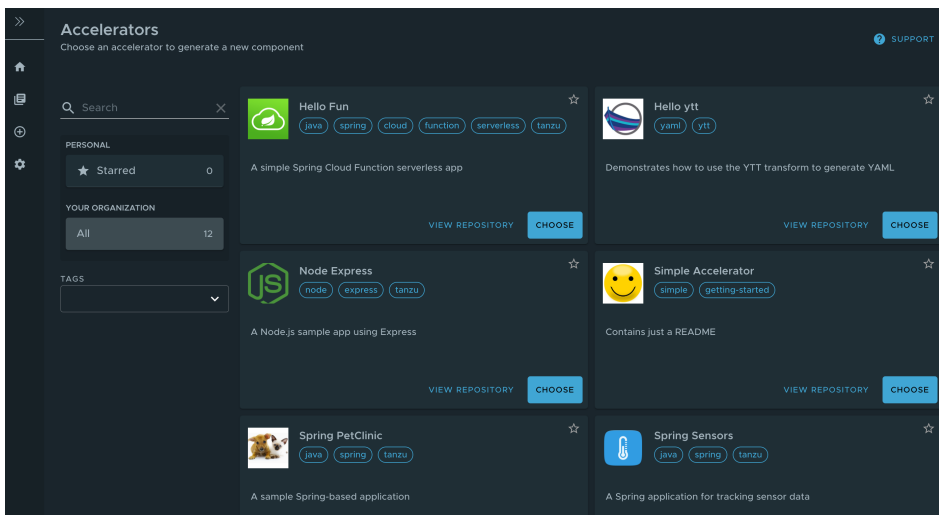 Accelerators
Choose an accelerator to generate a new component
SUPPORT
Search
PERSONAL
Starred 0
YOUR ORGANIZATION
All 12
TAGS
Hello Fun
java spring cloud function serverless tanzu
A simple Spring Cloud Function serverless app
VIEW REPOSITORY CHOOSE
Hello ytt
yaml ytt
Demonstrates how to use the YTT transform to generate YAML
VIEW REPOSITORY CHOOSE
JS
Node Express
node express tanzu
A Node.js sample app using Express
VIEW REPOSITORY CHOOSE
Simple Accelerator
simple getting-started
Contains just a README
VIEW REPOSITORY CHOOSE
Spring PetClinic
java spring tanzu
A sample Spring-based application
Spring Sensors
java spring tanzu
A Spring application for tracking sensor data